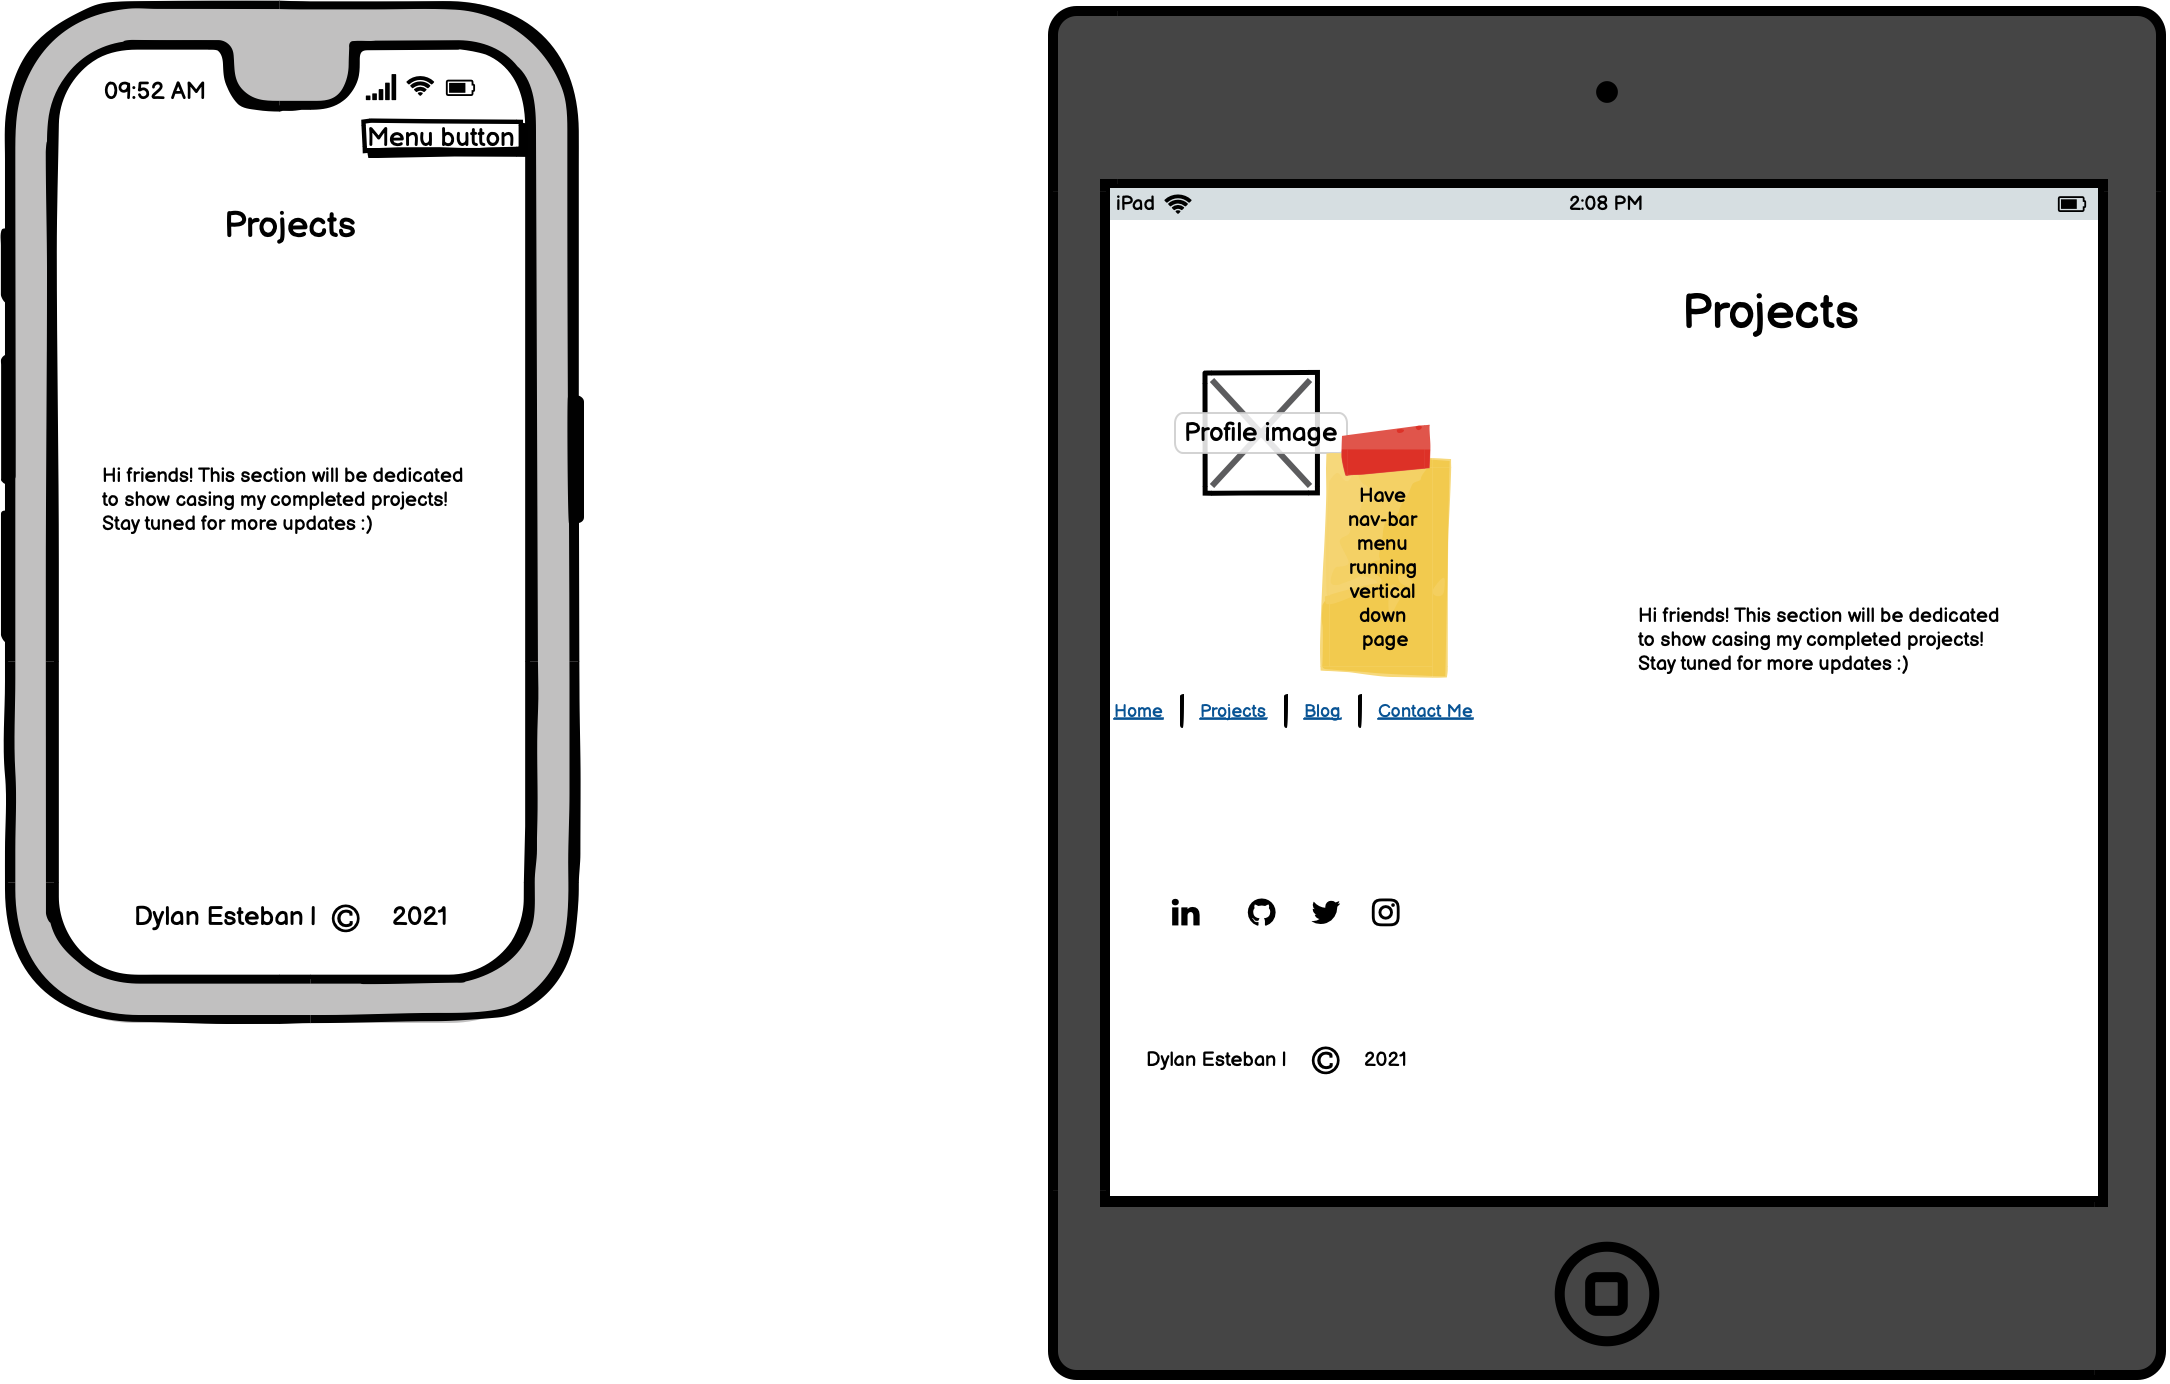 09:52 AM
Menu button
Projects
Hi friends! This section will be dedicated
to show casing my completed projects!
Stay tuned for more updates :)
Dylan Esteban | © 2021
iPad
2:08 PM
Projects
Profile image
Have
nav-bar
menu
running
vertical
down
page
Hi friends! This section will be dedicated
to show casing my completed projects!
Stay tuned for more updates :)
Home | Projects | Blog | Contact Me
in
Dylan Esteban | © 2021